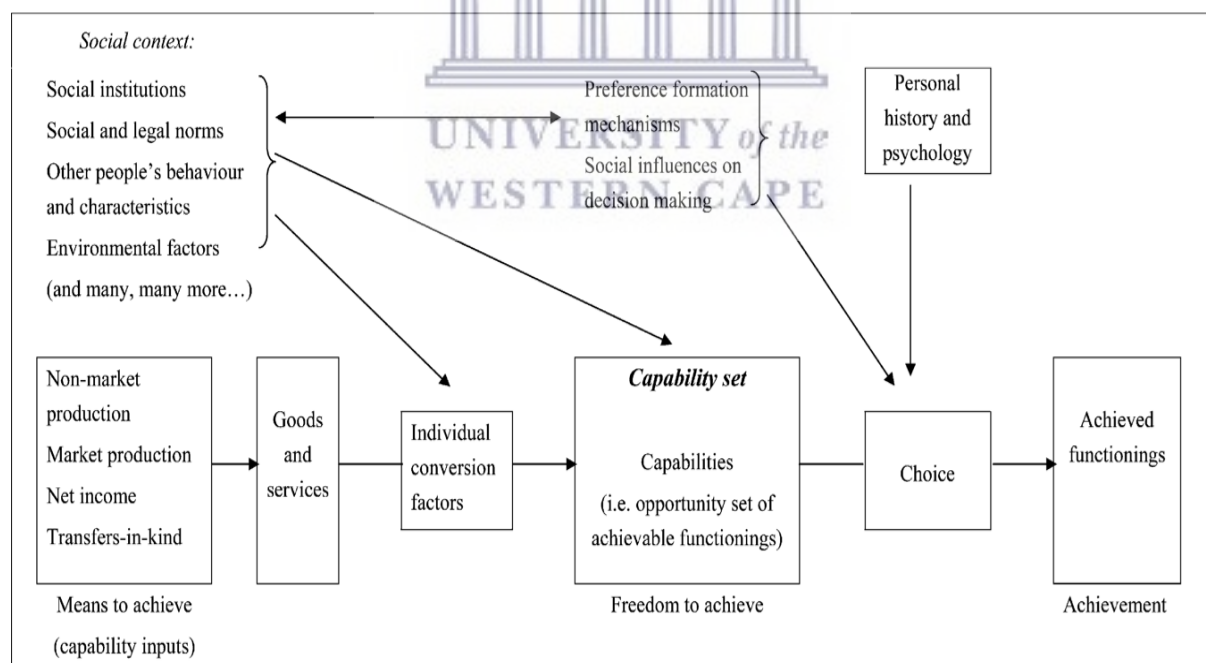 Social context:
Social institutions
Social and legal norms
Other people's behaviour
and characteristics
Environmental factors
(and many, many more…)
Preference formation
mechanisms
Social influences on
decision making
UNIVERSITY of the
WESTERN CAPE
Personal
history and
psychology
Non-market
production
Market production
Net income
Transfers-in-kind
Goods
and
services
Individual
conversion
factors
Capability set
Capabilities
(i.e. opportunity set of
achievable functionings)
Choice
Achieved
functionings
Means to achieve
(capability inputs)
Freedom to achieve
Achievement